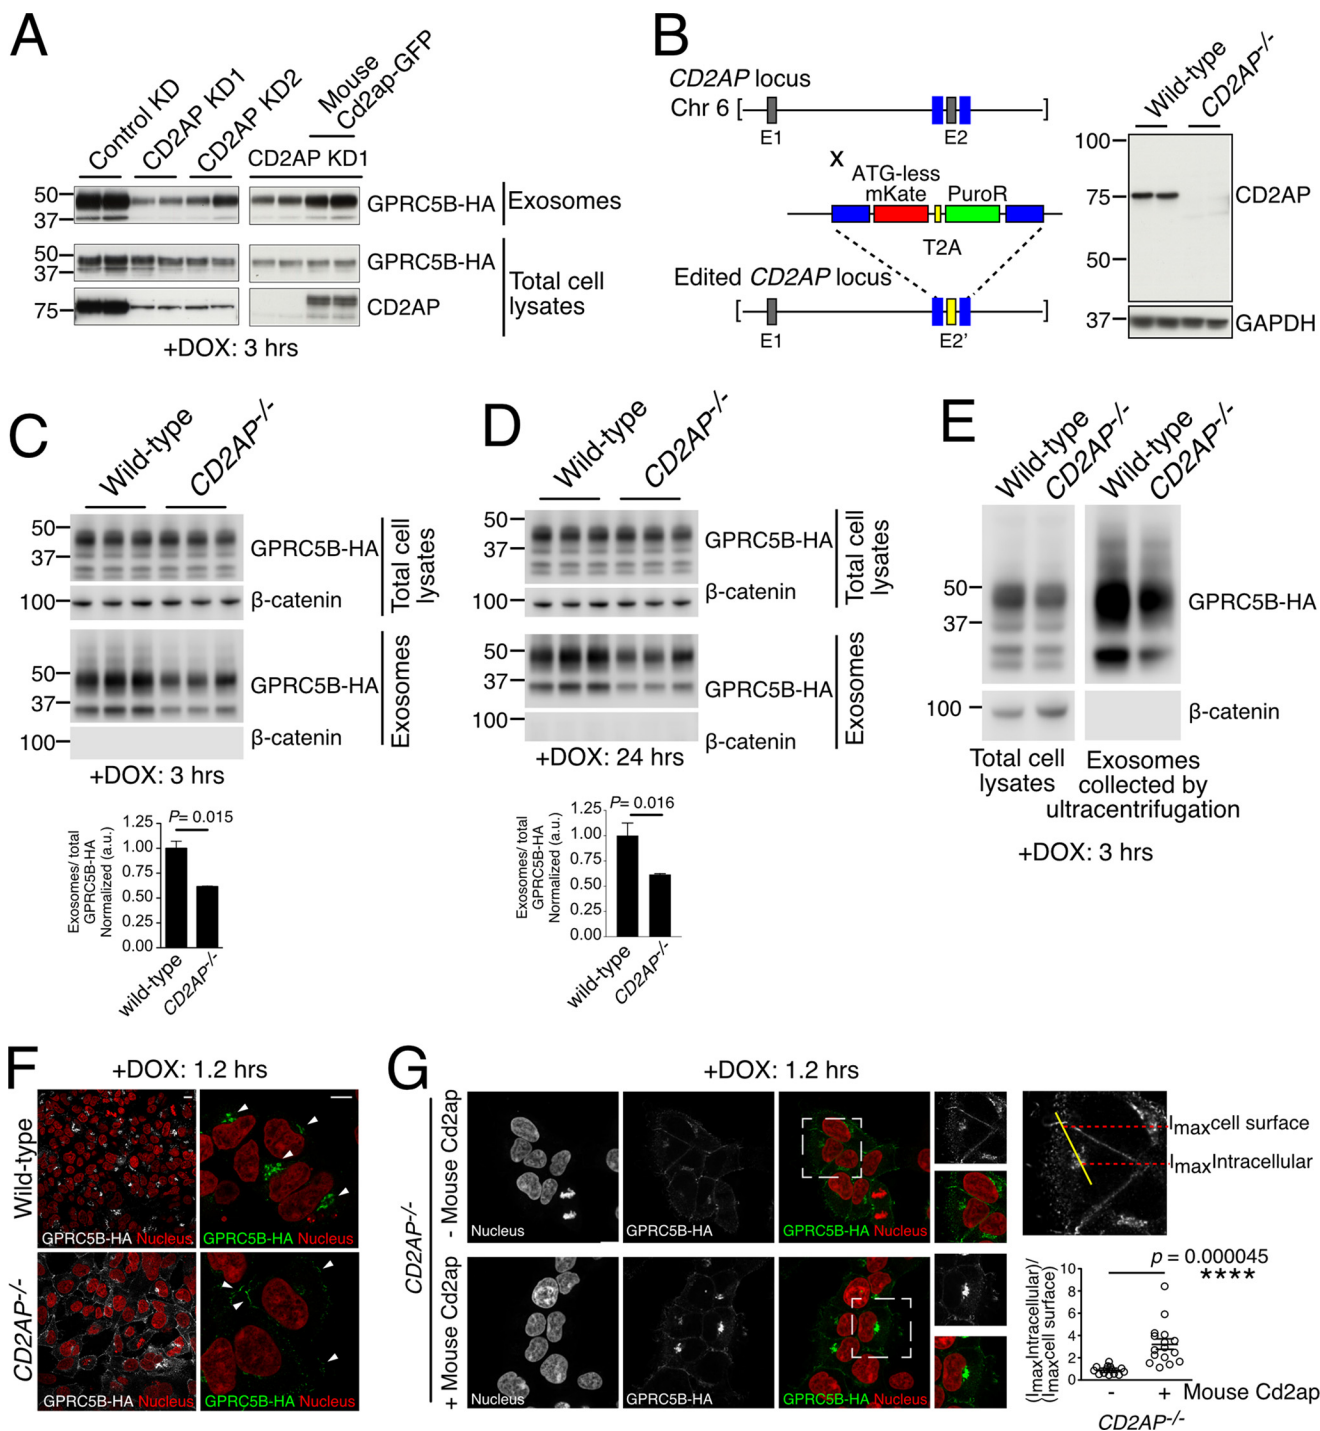 A
Control KD
CD2AP KD1
CD2AP KD2
Mouse
Cd2ap-GFP
CD2AP KD1
50
37
GPRC5B-HA
Exosomes
50
37
GPRC5B-HA
75
CD2AP
Total cell
lysates
+DOX: 3 hrs
B
CD2AP locus
Chr 6 [
]
E1
E2
x
ATG-less
mKate
PuroR
T2A
Edited CD2AP locus
[
]
E1
E2'
Wild-type
CD2AP-/-
100
75
CD2AP
50
37
GAPDH
C
Wild-type
CD2AP-/-
50
37
GPRC5B-HA
100
β-catenin
Total cell
lysates
50
37
GPRC5B-HA
100
β-catenin
Exosomes
+DOX: 3 hrs
P= 0.015
1.25
1.00
0.75
0.50
0.25
0.00
Exosomes/ total
GPRC5B-HA
Normalized (a.u.)
wild-type
CD2AP-/-
D
Wild-type
CD2AP-/-
50
37
GPRC5B-HA
100
β-catenin
Total cell
lysates
50
37
GPRC5B-HA
100
β-catenin
Exosomes
+DOX: 24 hrs
P= 0.016
1.25
1.00
0.75
0.50
0.25
0.00
Exosomes/ total
GPRC5B-HA
Normalized (a.u.)
wild-type
CD2AP-/-
E
Wild-type
CD2AP-/-
Wild-type
CD2AP-/-
50
37
GPRC5B-HA
100
β-catenin
Total cell
lysates
Exosomes
collected by
ultracentrifugation
+DOX: 3 hrs
F
+DOX: 1.2 hrs
Wild-type
GPRC5B-HA Nucleus
GPRC5B-HA Nucleus
CD2AP-/-
GPRC5B-HA Nucleus
GPRC5B-HA Nucleus
G
+DOX: 1.2 hrs
CD2AP-/-
- Mouse Cd2ap
Nucleus
GPRC5B-HA
GPRC5B-HA Nucleus
+ Mouse Cd2ap
Nucleus
GPRC5B-HA
GPRC5B-HA Nucleus
Imaxcell surface
ImaxIntracellular
p = 0.000045
****
10
8
6
4
2
0
(ImaxIntracellular)/
(Imaxcell surface)
- + Mouse Cd2ap
CD2AP-/-